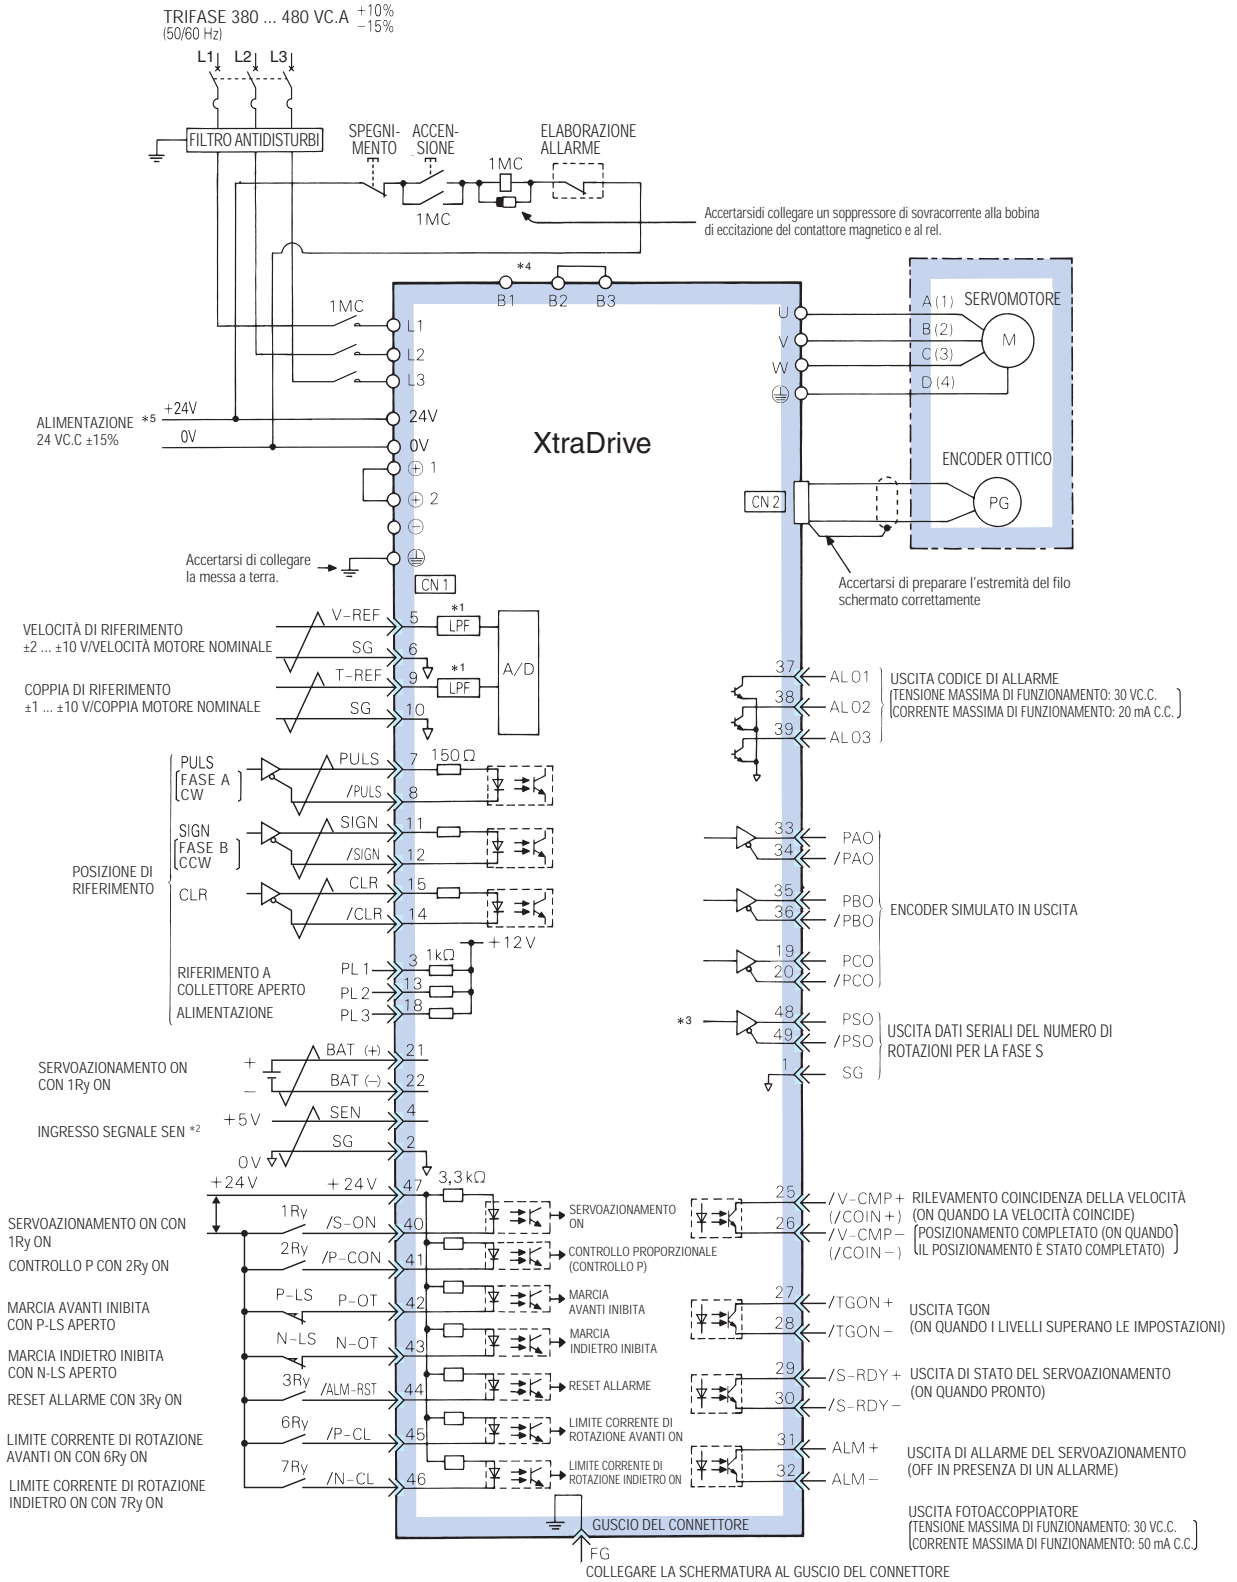 TRIFASE 380 ... 480 VC.A +10% −15%
(50/60 Hz)
L1 L2 L3
FILTRO ANTIDISTURBI
SPEGNI-
MENTO
ACCEN-
SIONE
ELABORAZIONE
ALLARME
1MC
1MC
Accertarsidi collegare un soppressore di sovracorrente alla bobina
di eccitazione del contattore magnetico e al rel.
*4
B1 B2 B3
1MC
L1
L2
L3
ALIMENTAZIONE *5
24 VC.C ±15%
+24V
0V
24V
0V
⊕ 1
⊕ 2
⊖
Accertarsi di collegare
la messa a terra.
XtraDrive
U
V
W
A (1)
B (2)
C (3)
D (4)
SERVOMOTORE
M
ENCODER OTTICO
PG
CN 2
Accertarsi di preparare l'estremità del filo
schermato correttamente
CN 1
VELOCITÀ DI RIFERIMENTO
±2 ... ±10 V/VELOCITÀ MOTORE NOMINALE
V-REF 5 *1 LPF
SG 6
COPPIA DI RIFERIMENTO
±1 ... ±10 V/COPPIA MOTORE NOMINALE
T-REF 9 *1 LPF
SG 10
A/D
POSIZIONE DI
RIFERIMENTO
PULS
FASE A
CW
PULS 7 150Ω
/PULS 8
SIGN
FASE B
CCW
SIGN 11
/SIGN 12
CLR
CLR 15
/CLR 14
+12V
RIFERIMENTO A
COLLETTORE APERTO
ALIMENTAZIONE
PL1 3 1kΩ
PL2 13
PL3 18
SERVOAZIONAMENTO ON
CON 1Ry ON
+
−
BAT (+) 21
BAT (−) 22
INGRESSO SEGNALE SEN *2
+5V SEN 4
0V SG 2
+24V +24V 47 3,3kΩ
SERVOAZIONAMENTO ON CON
1Ry ON
1Ry /S-ON 40
SERVOAZIONAMENTO
ON
CONTROLLO P CON 2Ry ON
2Ry /P-CON 41
CONTROLLO PROPORZIONALE
(CONTROLLO P)
MARCIA AVANTI INIBITA
CON P-LS APERTO
P-LS P-OT 42
MARCIA
AVANTI INIBITA
MARCIA INDIETRO INIBITA
CON N-LS APERTO
N-LS N-OT 43
MARCIA
INDIETRO INIBITA
RESET ALLARME CON 3Ry ON
3Ry /ALM-RST 44
RESET ALLARME
LIMITE CORRENTE DI ROTAZIONE
AVANTI ON CON 6Ry ON
6Ry /P-CL 45
LIMITE CORRENTE DI
ROTAZIONE AVANTI ON
LIMITE CORRENTE DI ROTAZIONE
INDIETRO ON CON 7Ry ON
7Ry /N-CL 46
LIMITE CORRENTE DI
ROTAZIONE INDIETRO ON
37 ALO1
38 ALO2
39 ALO3
USCITA CODICE DI ALLARME
TENSIONE MASSIMA DI FUNZIONAMENTO: 30 VC.C.
CORRENTE MASSIMA DI FUNZIONAMENTO: 20 mA C.C.
33 PAO
34 /PAO
35 PBO
36 /PBO
19 PCO
20 /PCO
ENCODER SIMULATO IN USCITA
*3
48 PSO
49 /PSO
1 SG
USCITA DATI SERIALI DEL NUMERO DI
ROTAZIONI PER LA FASE S
25 /V-CMP+
(/COIN+)
26 /V-CMP−
(/COIN−)
RILEVAMENTO COINCIDENZA DELLA VELOCITÀ
(ON QUANDO LA VELOCITÀ COINCIDE)
POSIZIONAMENTO COMPLETATO (ON QUANDO
IL POSIZIONAMENTO È STATO COMPLETATO)
27 /TGON+
28 /TGON−
USCITA TGON
(ON QUANDO I LIVELLI SUPERANO LE IMPOSTAZIONI)
29 /S-RDY+
30 /S-RDY−
USCITA DI STATO DEL SERVOAZIONAMENTO
(ON QUANDO PRONTO)
31 ALM+
32 ALM−
USCITA DI ALLARME DEL SERVOAZIONAMENTO
(OFF IN PRESENZA DI UN ALLARME)
USCITA FOTOACCOPPIATORE
TENSIONE MASSIMA DI FUNZIONAMENTO: 30 VC.C.
CORRENTE MASSIMA DI FUNZIONAMENTO: 50 mA C.C.
GUSCIO DEL CONNETTORE
FG
COLLEGARE LA SCHERMATURA AL GUSCIO DEL CONNETTORE